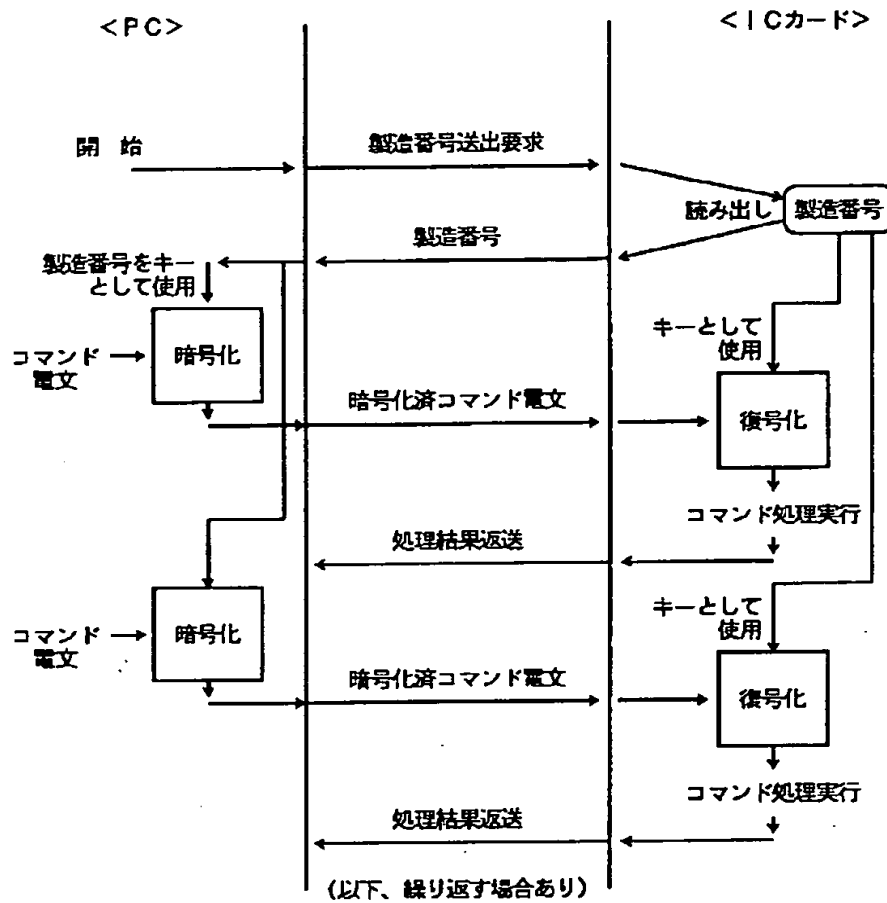 <PC>
<ICカード>
開 始
製造番号送出要求
読み出し
製造番号
製造番号
製造番号をキー
として使用
キーとして
使用
コマンド
電文
暗号化
暗号化済コマンド電文
復号化
コマンド処理実行
処理結果返送
キーとして
使用
コマンド
電文
暗号化
暗号化済コマンド電文
復号化
コマンド処理実行
処理結果返送
(以下、繰り返す場合あり)